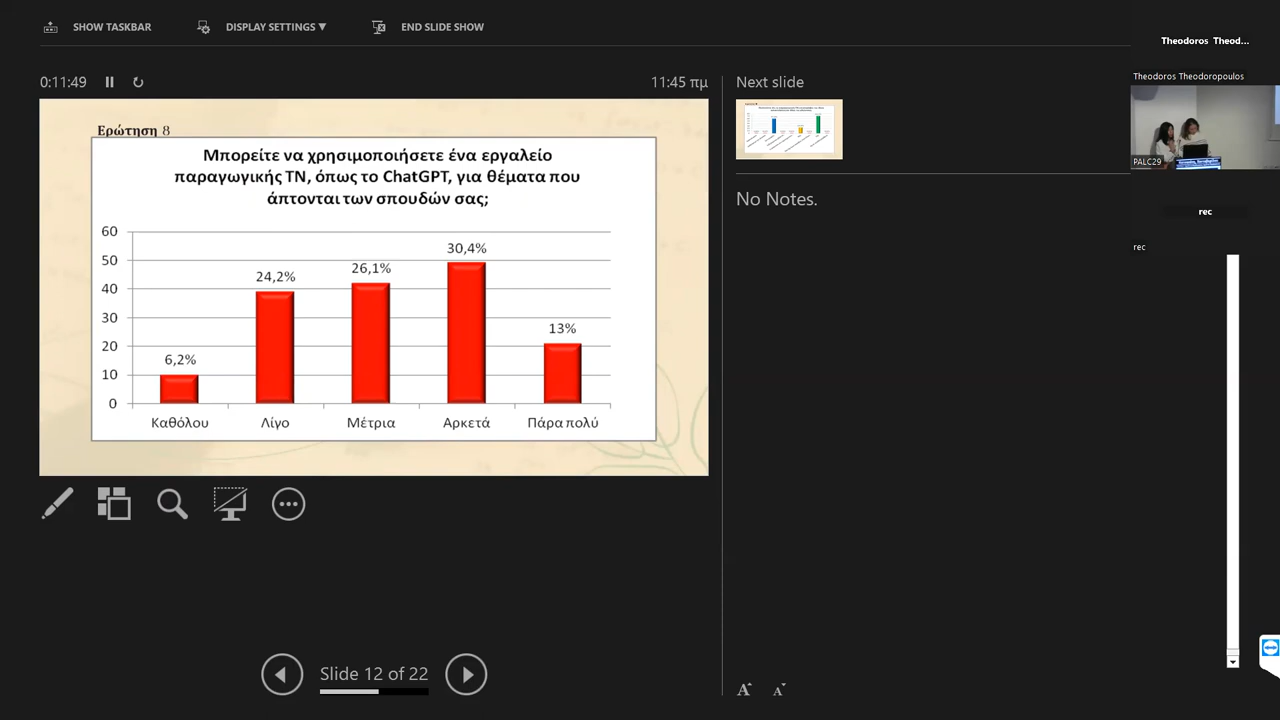 SHOW TASKBAR
DISPLAY SETTINGS ▼
END SLIDE SHOW
0:11:49
11:45 πμ
Ερώτηση 8
Μπορείτε να χρησιμοποιήσετε ένα εργαλείο
παραγωγικής ΤΝ, όπως το ChatGPT, για θέματα που
άπτονται των σπουδών σας;
60
50
40
30
20
10
0
6,2%
24,2%
26,1%
30,4%
13%
Καθόλου
Λίγο
Μέτρια
Αρκετά
Πάρα πολύ
Slide 12 of 22
Next slide
No Notes.
A
A
Theodoros Theod...
Theodoros Theodoropoulos
PALC29
rec
rec